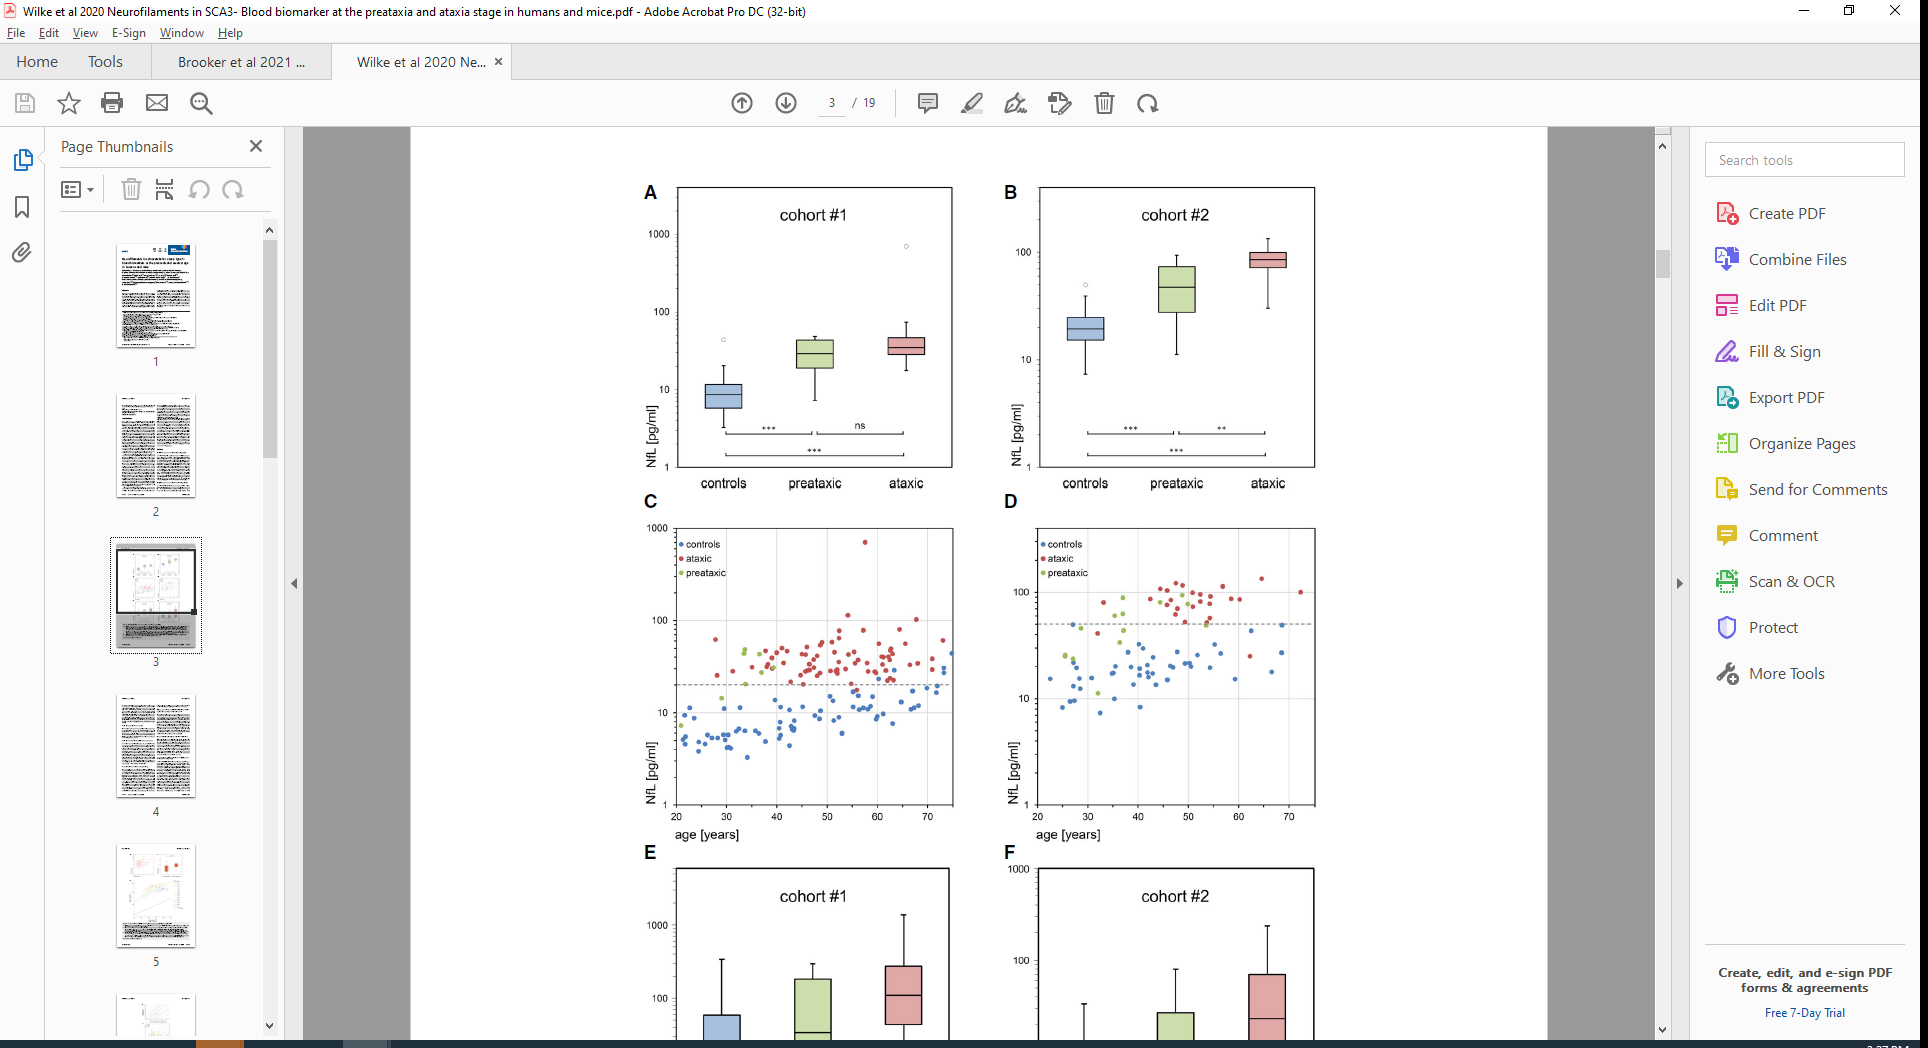 Wilke et al 2020 Neurofilaments in SCA3- Blood biomarker at the preataxia and ataxia stage in humans and mice.pdf - Adobe Acrobat Pro DC (32-bit)
File Edit View E-Sign Window Help
Home Tools Brooker et al 2021 ... Wilke et al 2020 Ne... ×
3 / 19
Page Thumbnails
1
2
3
4
5
A
cohort #1
1000
100
10
1
NfL [pg/ml]
*** ns
***
controls preataxic ataxic
B
cohort #2
100
10
1
NfL [pg/ml]
*** **
***
controls preataxic ataxic
C
1000
100
10
1
controls
ataxic
preataxic
NfL [pg/ml]
20 30 40 50 60 70
age [years]
D
100
10
1
controls
ataxic
preataxic
NfL [pg/ml]
20 30 40 50 60 70
age [years]
E
cohort #1
1000
100
F
cohort #2
1000
100
Search tools
Create PDF
Combine Files
Edit PDF
Fill & Sign
Export PDF
Organize Pages
Send for Comments
Comment
Scan & OCR
Protect
More Tools
Create, edit, and e-sign PDF
forms & agreements
Free 7-Day Trial